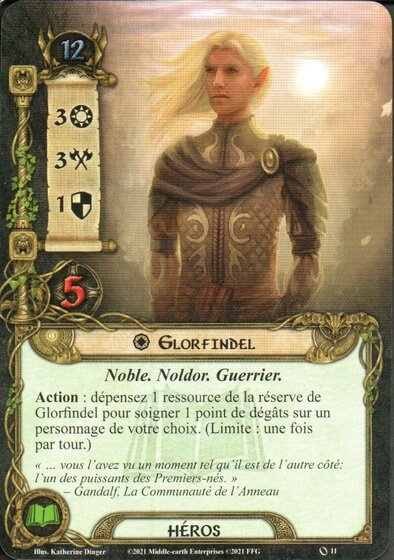 12
3
3
1
5
Glorfindel
Noble. Noldor. Guerrier.
Action : dépensez 1 ressource de la réserve de
Glorfindel pour soigner 1 point de dégâts sur un
personnage de votre choix. (Limite : une fois
par tour.)
« ... vous l'avez vu un moment tel qu'il est de l'autre côté:
l'un des puissants des Premiers-nés. »
– Gandalf, La Communauté de l'Anneau
HÉROS
Illus. Katherine Dinger ©2021 Middle-earth Enterprises ©2021 FFG 11